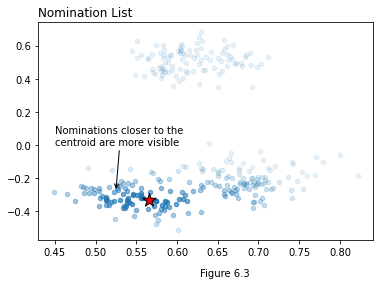 Nomination List
0.6
0.4
0.2
0.0
−0.2
−0.4
Nominations closer to the
centroid are more visible
0.45 0.50 0.55 0.60 0.65 0.70 0.75 0.80
Figure 6.3